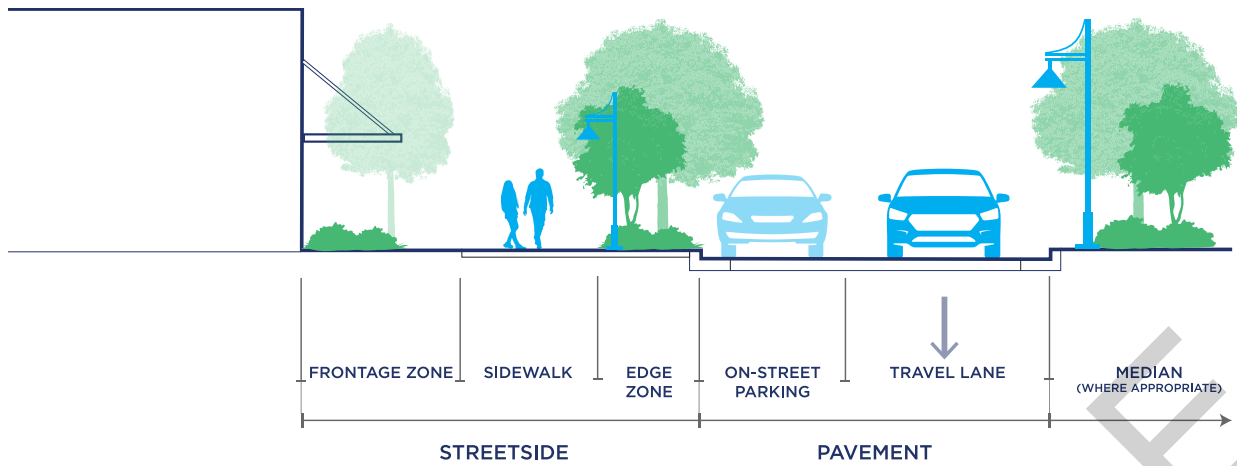 FRONTAGE ZONE
SIDEWALK
EDGE
ZONE
ON-STREET
PARKING
TRAVEL LANE
MEDIAN
(WHERE APPROPRIATE)
STREETSIDE
PAVEMENT